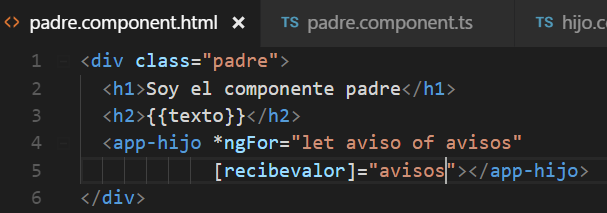 <> padre.component.html TS padre.component.ts TS hijo.c
1 <div class="padre">
2 <h1>Soy el componente padre</h1>
3 <h2>{{texto}}</h2>
4 <app-hijo *ngFor="let aviso of avisos"
5 [recibevalor]="avisos"></app-hijo>
6 </div>